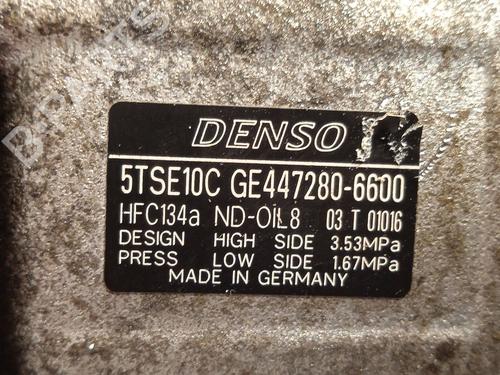 B-PARTS
DENSO
5TSE10C GE447280-6600
HFC134a ND-OIL8 03 T 01016
DESIGN HIGH SIDE 3.53MPa
PRESS LOW SIDE 1.67MPa
MADE IN GERMANY